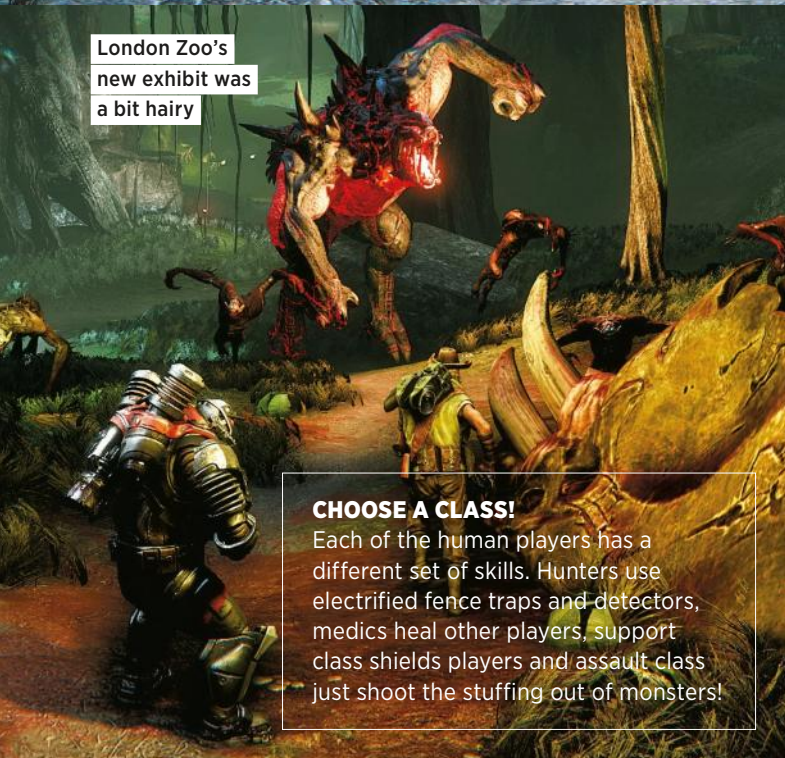 London Zoo's
new exhibit was
a bit hairy
CHOOSE A CLASS!
Each of the human players has a
different set of skills. Hunters use
electrified fence traps and detectors,
medics heal other players, support
class shields players and assault class
just shoot the stuffing out of monsters!